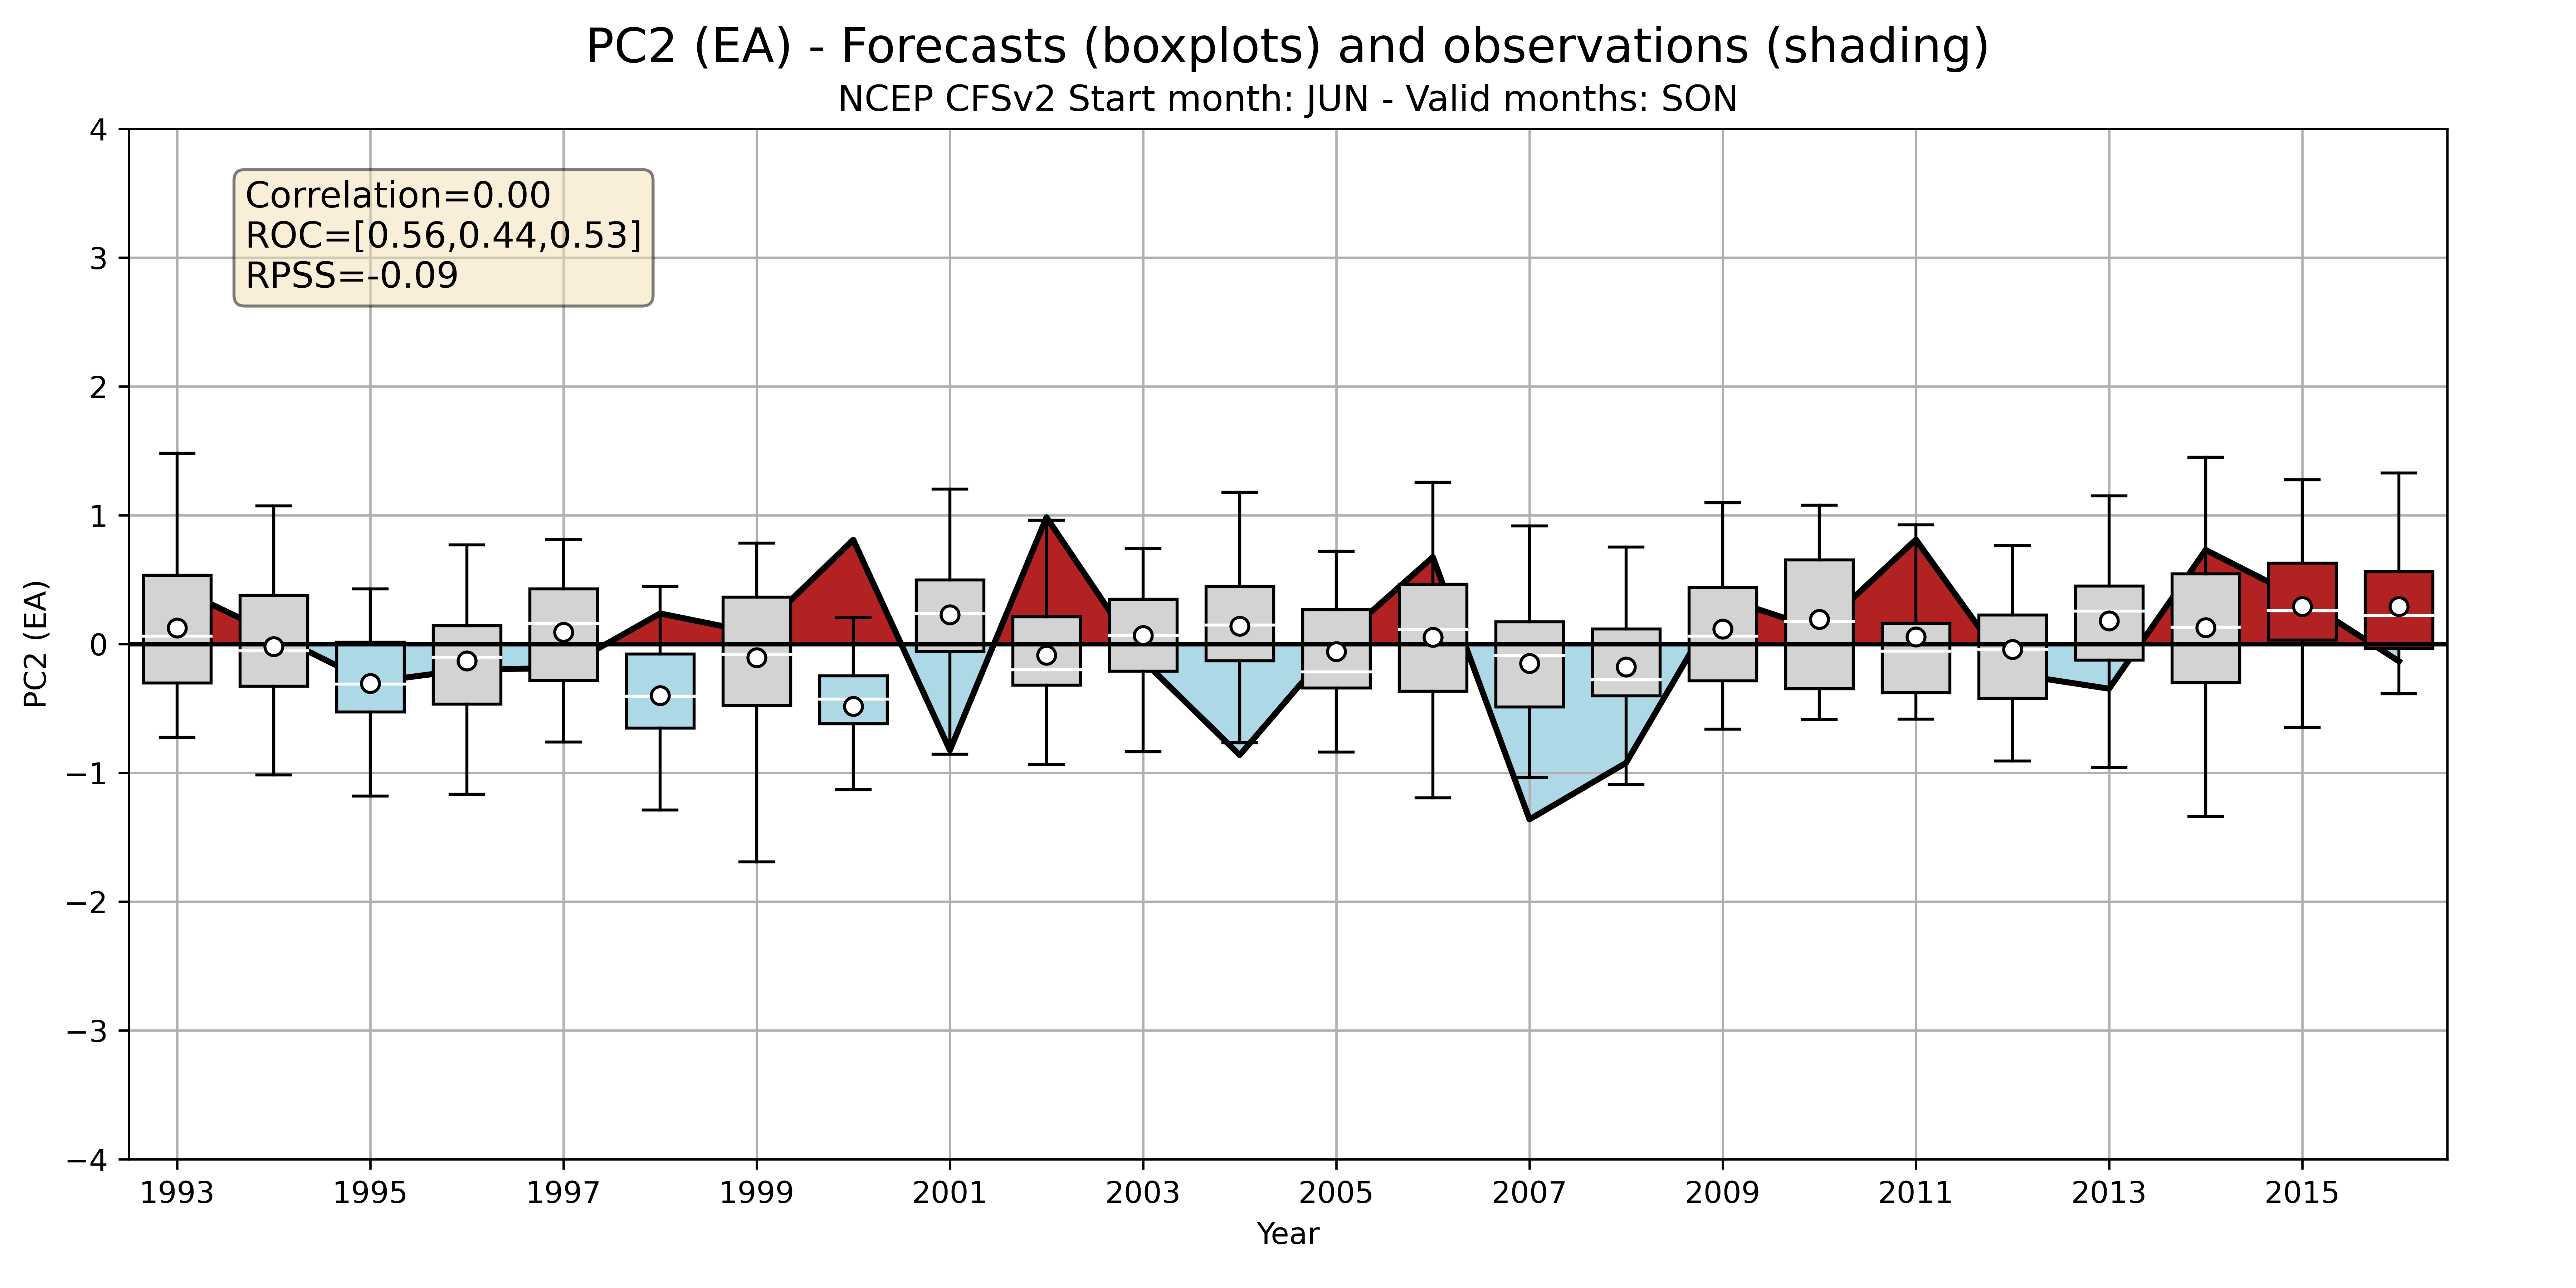 PC2 (EA) - Forecasts (boxplots) and observations (shading)
NCEP CFSv2 Start month: JUN - Valid months: SON
Correlation=0.00
ROC=[0.56,0.44,0.53]
RPSS=-0.09
PC2 (EA)
4
3
2
1
0
−1
−2
−3
−4
1993 1995 1997 1999 2001 2003 2005 2007 2009 2011 2013 2015
Year